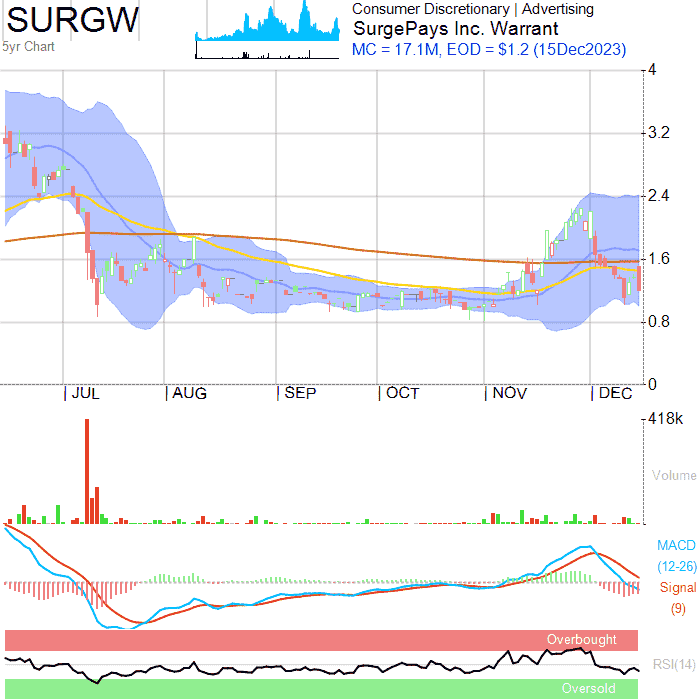 SURGW
5yr Chart
Consumer Discretionary | Advertising
SurgePays Inc. Warrant
MC = 17.1M, EOD = $1.2 (15Dec2023)
4
3.2
2.4
1.6
0.8
0
JUL AUG SEP OCT NOV DEC
418k
Volume
MACD
(12-26)
Signal
(9)
Overbought
RSI(14)
Oversold